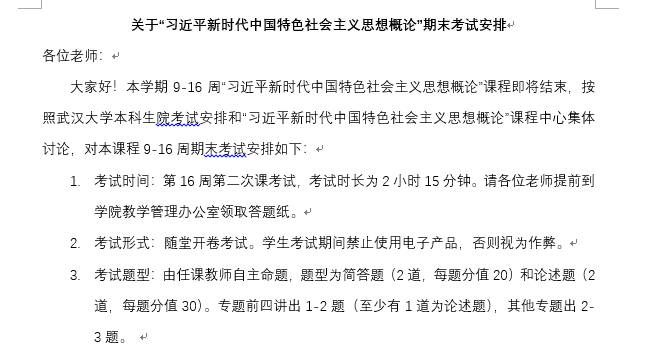 关于“习近平新时代中国特色社会主义思想概论”期末考试安排
各位老师：
大家好！本学期 9-16 周“习近平新时代中国特色社会主义思想概论”课程即将结束，按
照武汉大学本科生院考试安排和“习近平新时代中国特色社会主义思想概论”课程中心集体
讨论，对本课程 9-16 周期末考试安排如下：
1. 考试时间：第 16 周第二次课考试，考试时长为 2 小时 15 分钟。请各位老师提前到
学院教学管理办公室领取答题纸。
2. 考试形式：随堂开卷考试。学生考试期间禁止使用电子产品，否则视为作弊。
3. 考试题型：由任课教师自主命题，题型为简答题（2 道，每题分值 20）和论述题（2
道，每题分值 30）。专题前四讲出 1-2 题（至少有 1 道为论述题），其他专题出 2-
3 题。